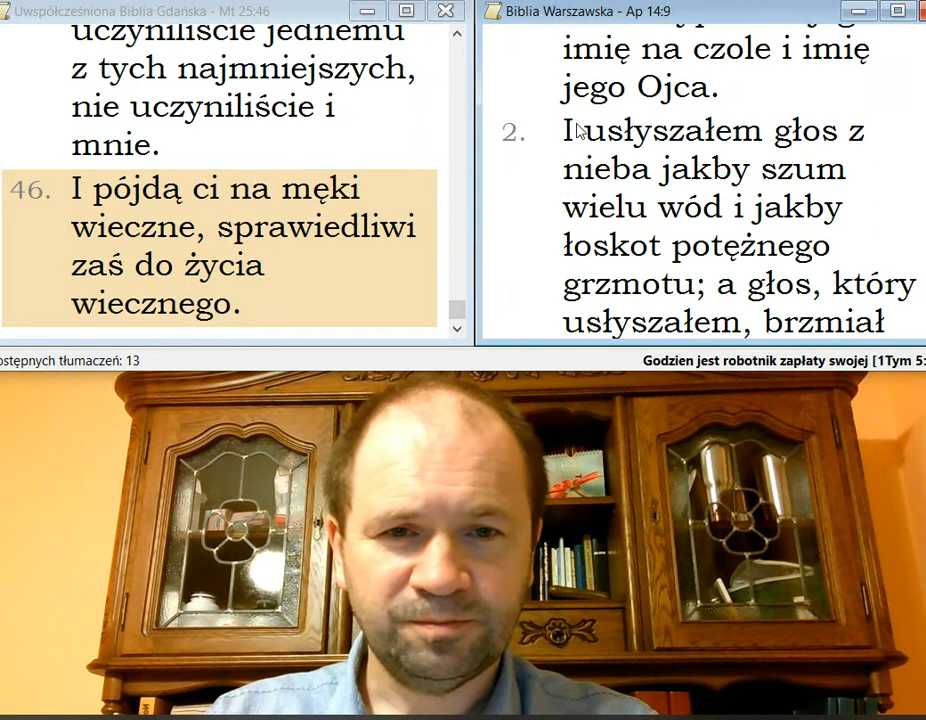 Uwspółcześniona Biblia Gdańska - Mt 25:46
uczyniliście jednemu
z tych najmniejszych,
nie uczyniliście i
mnie.
46. I pójdą ci na męki
wieczne, sprawiedliwi
zaś do życia
wiecznego.
Biblia Warszawska - Ap 14:9
imię na czole i imię
jego Ojca.
2. I usłyszałem głos z
nieba jakby szum
wielu wód i jakby
łoskot potężnego
grzmotu; a głos, który
usłyszałem, brzmiał
ostępnych tłumaczeń: 13
Godzien jest robotnik zapłaty swojej [1Tym 5: